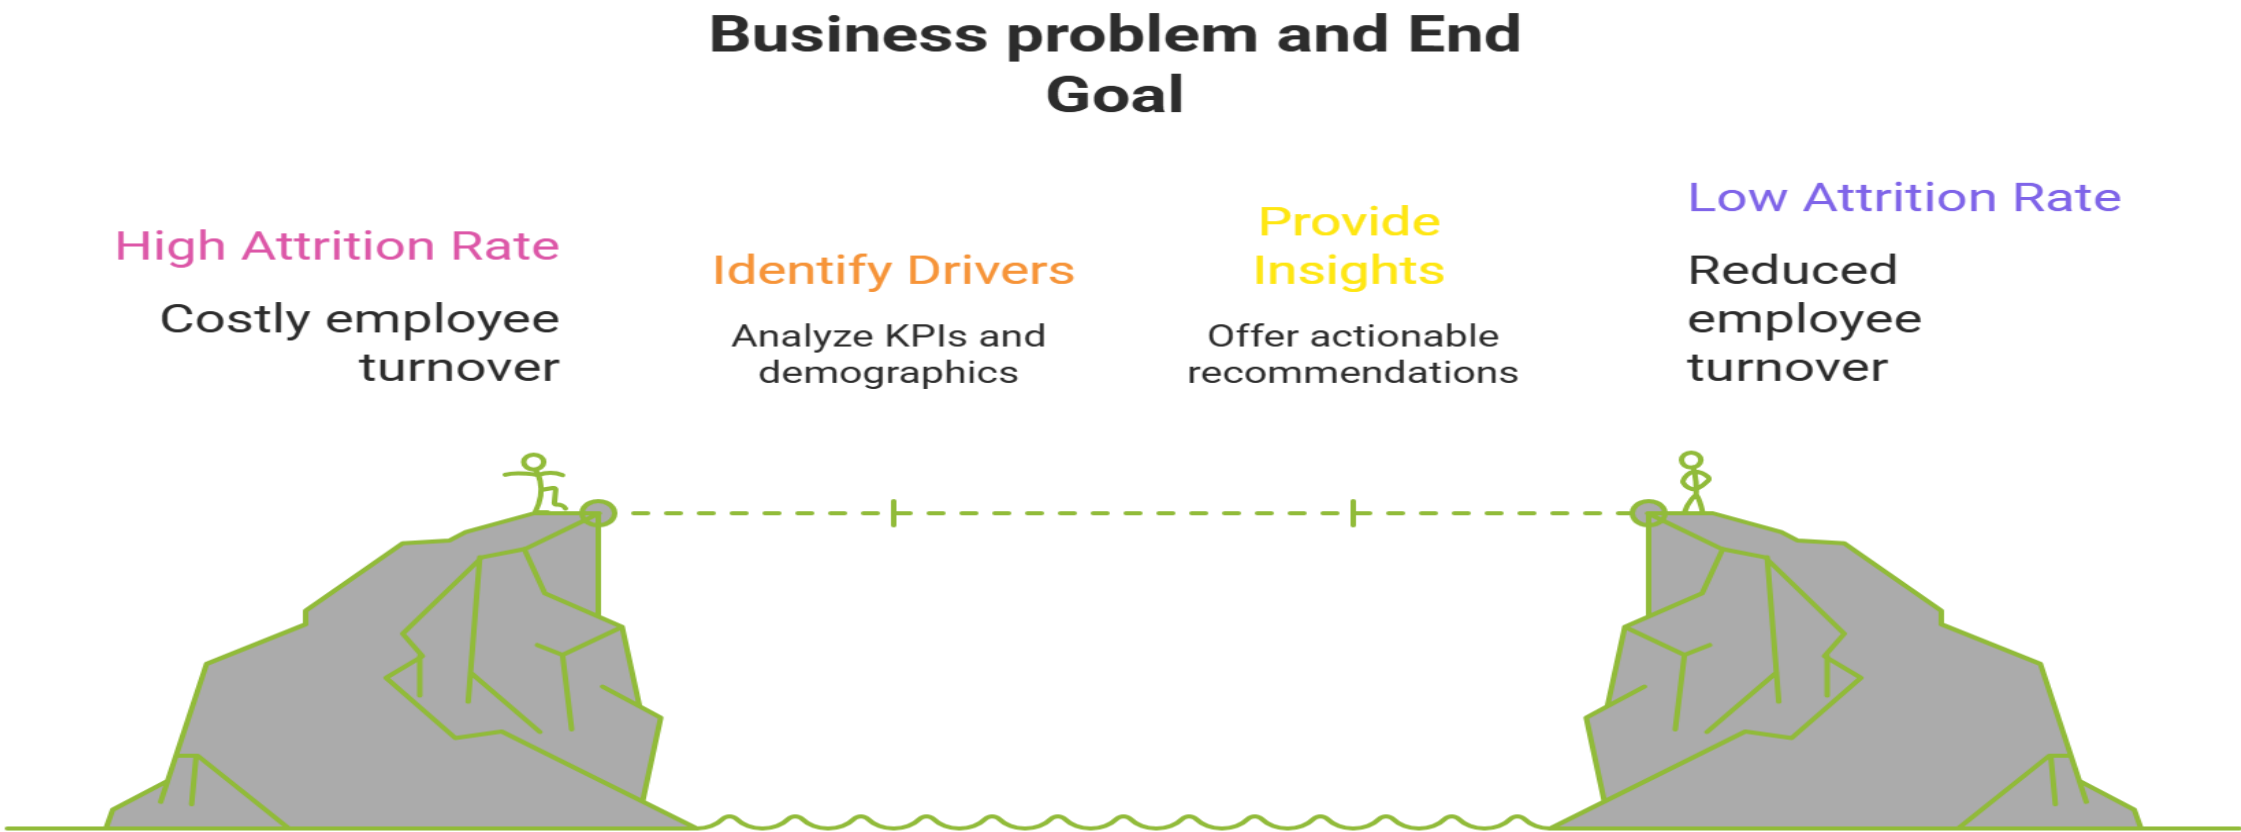 Business problem and End
Goal
High Attrition Rate
Costly employee
turnover
Identify Drivers
Analyze KPIs and
demographics
Provide
Insights
Offer actionable
recommendations
Low Attrition Rate
Reduced
employee
turnover